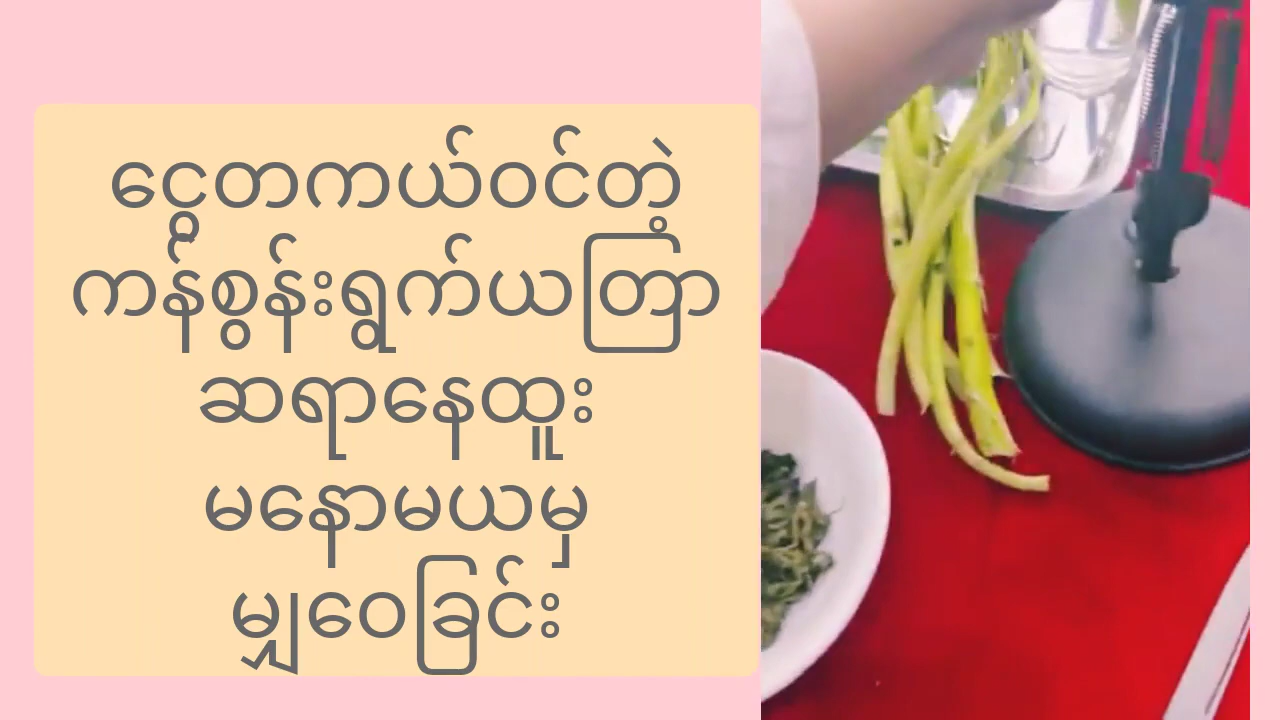 ငွေတကယ်ဝင်တဲ့
ကန်စွန်းရွက်ယတြာ
ဆရာနေထူး
မနောမယမှ
မျှဝေခြင်း